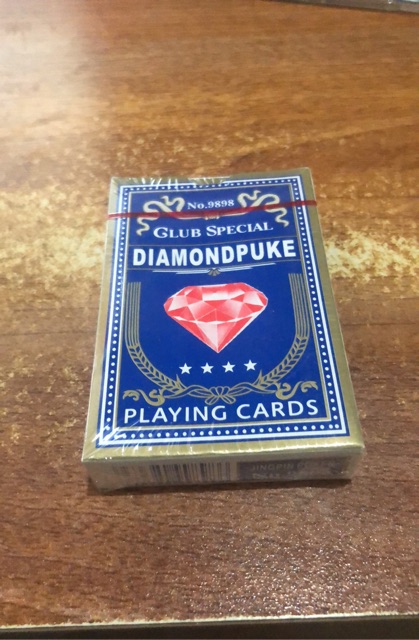 No.9898
GLUB SPECIAL
DIAMONDPUKE
PLAYING CARDS